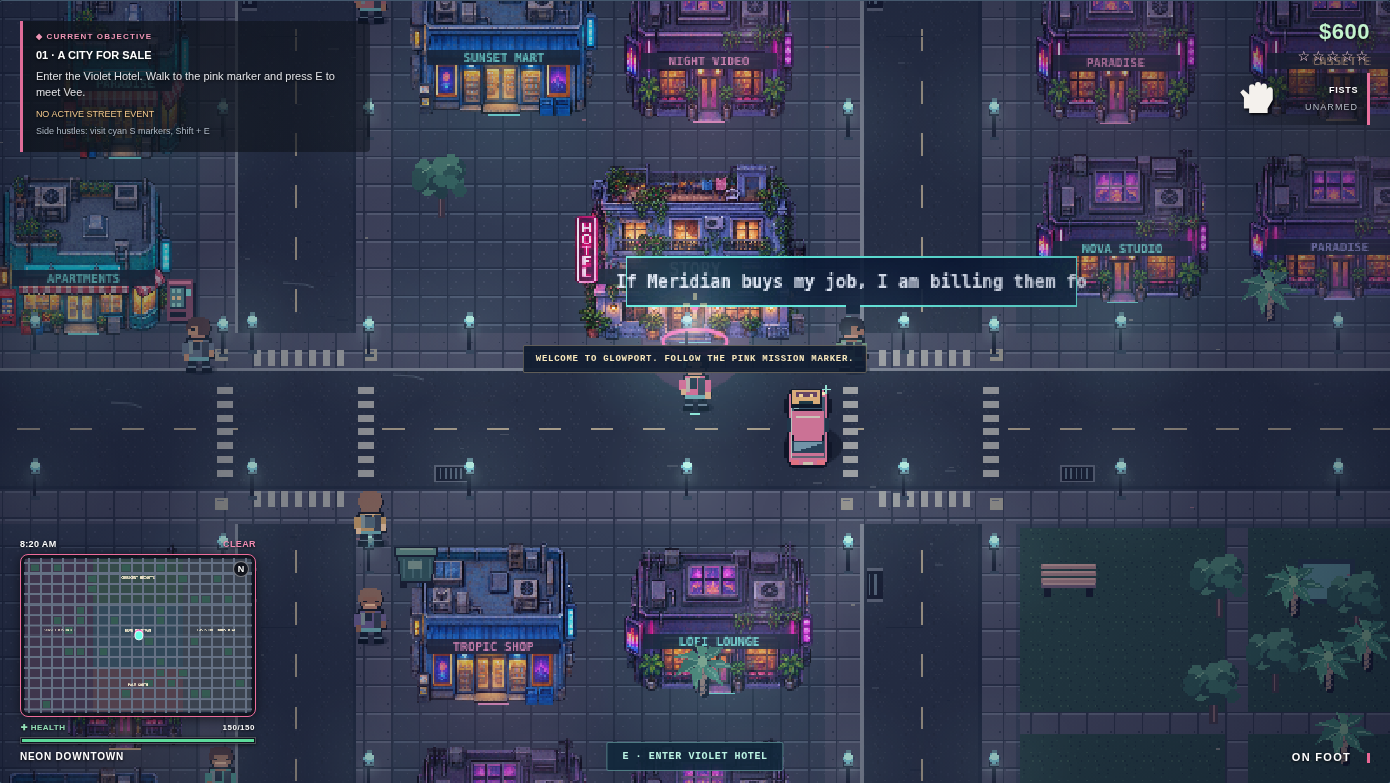 ◆ CURRENT OBJECTIVE
01 · A CITY FOR SALE
Enter the Violet Hotel. Walk to the pink marker and press E to
meet Vee.
NO ACTIVE STREET EVENT
Side hustles: visit cyan S markers, Shift + E
SUNSET MART
NIGHT VIDEO
PARADISE
$600
☆☆☆☆☆
CASSETTE
FISTS
UNARMED
PARADISE
HOTEL
APARTMENTS
NOVA STUDIO
PARADISE
If Meridian buys my job, I am billing them fo
WELCOME TO GLOWPORT. FOLLOW THE PINK MISSION MARKER.
8:20 AM
CLEAR
N
TROPIC SHOP
LOFI LOUNGE
✚ HEALTH
150/150
NEON DOWNTOWN
E · ENTER VIOLET HOTEL
ON FOOT